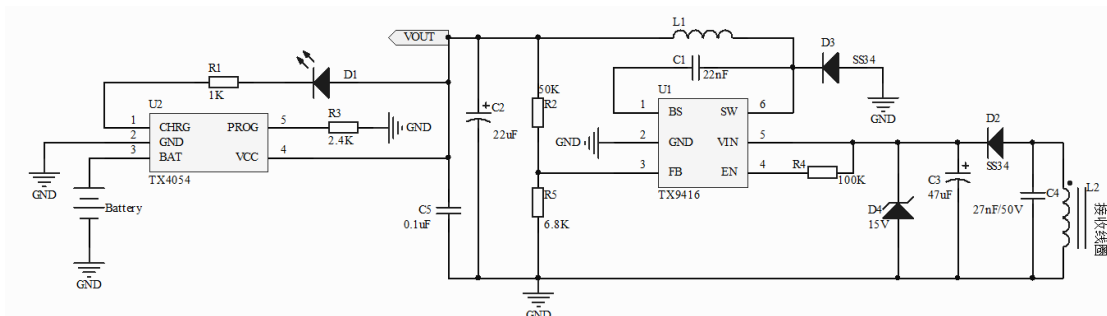 VOUT
L1
D3
SS34
GND
R1
1K
D1
C1
22nF
U1
1
BS
SW
6
2
GND
VIN
5
3
FB
EN
4
TX9416
GND
50K
R2
C2
22uF
U2
1
CHRG
PROG
5
2
GND
3
BAT
VCC
4
TX4054
R3
2.4K
GND
GND
Battery
GND
C5
0.1uF
R5
6.8K
GND
R4
100K
D4
15V
C3
47uF
D2
SS34
C4
27nF/50V
L2
接收线圈